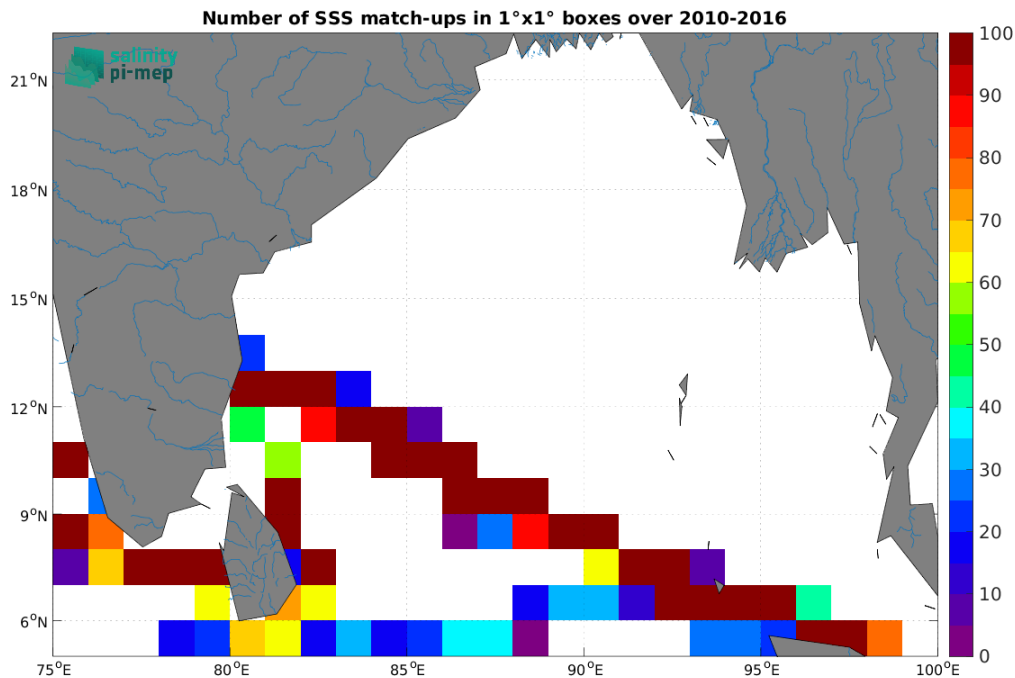 Number of SSS match-ups in 1°x1° boxes over 2010-2016
salinity
pi-mep
21°N
18°N
15°N
12°N
9°N
6°N
75°E 80°E 85°E 90°E 95°E 100°E
100
90
80
70
60
50
40
30
20
10
0